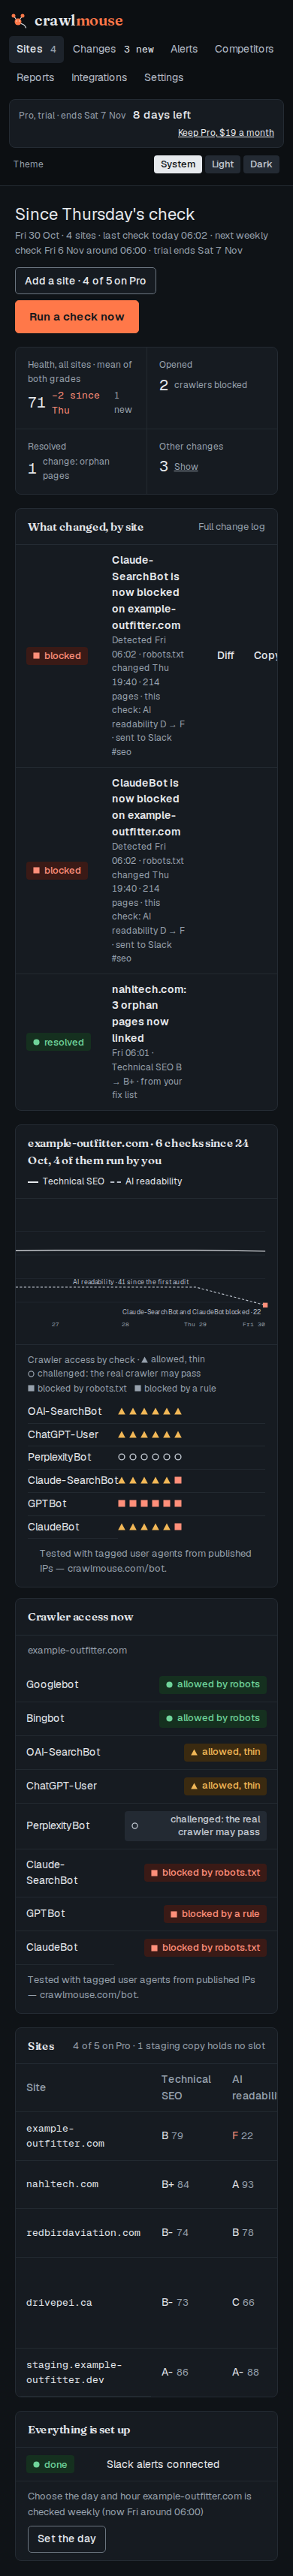 crawlmouse
Sites 4 Changes 3 new Alerts Competitors
Reports Integrations Settings
Pro, trial · ends Sat 7 Nov 8 days left
Keep Pro, $19 a month
Theme System Light Dark
Since Thursday's check
Fri 30 Oct · 4 sites · last check today 06:02 · next weekly
check Fri 6 Nov around 06:00 · trial ends Sat 7 Nov
Add a site · 4 of 5 on Pro
Run a check now
Health, all sites · mean of
both grades
71 −2 since
Thu
1
new
Opened
2 crawlers blocked
Resolved
1 change: orphan
pages
Other changes
3 Show
What changed, by site Full change log
blocked
Claude-
SearchBot is
now blocked
on example-
outfitter.com
Detected Fri
06:02 · robots.txt
changed Thu
19:40 · 214
pages · this
check: AI
readability D → F
· sent to Slack
#seo
Diff Copy
blocked
ClaudeBot is
now blocked
on example-
outfitter.com
Detected Fri
06:02 · robots.txt
changed Thu
19:40 · 214
pages · this
check: AI
readability D → F
· sent to Slack
#seo
resolved
nahltech.com:
3 orphan
pages now
linked
Fri 06:01 ·
Technical SEO B
→ B+ · from your
fix list
example-outfitter.com · 6 checks since 24
Oct, 4 of them run by you
Technical SEO AI readability
AI readability · 41 since the first audit
Claude-SearchBot and ClaudeBot blocked · 22
27 28 Thu 29 Fri 30
Crawler access by check · allowed, thin
challenged: the real crawler may pass
blocked by robots.txt blocked by a rule
OAI-SearchBot
ChatGPT-User
PerplexityBot
Claude-SearchBot
GPTBot
ClaudeBot
Tested with tagged user agents from published
IPs — crawlmouse.com/bot.
Crawler access now
example-outfitter.com
Googlebot allowed by robots
Bingbot allowed by robots
OAI-SearchBot allowed, thin
ChatGPT-User allowed, thin
PerplexityBot challenged: the real
crawler may pass
Claude-
SearchBot blocked by robots.txt
GPTBot blocked by a rule
ClaudeBot blocked by robots.txt
Tested with tagged user agents from published IPs
— crawlmouse.com/bot.
Sites 4 of 5 on Pro · 1 staging copy holds no slot
Site Technical
SEO
AI
readabili
example-
outfitter.com B 79 F 22
nahltech.com B+ 84 A 93
redbirdaviation.com B- 74 B 78
drivepei.ca B- 73 C 66
staging.example-
outfitter.dev A- 86 A- 88
Everything is set up
done Slack alerts connected
Choose the day and hour example-outfitter.com is
checked weekly (now Fri around 06:00)
Set the day